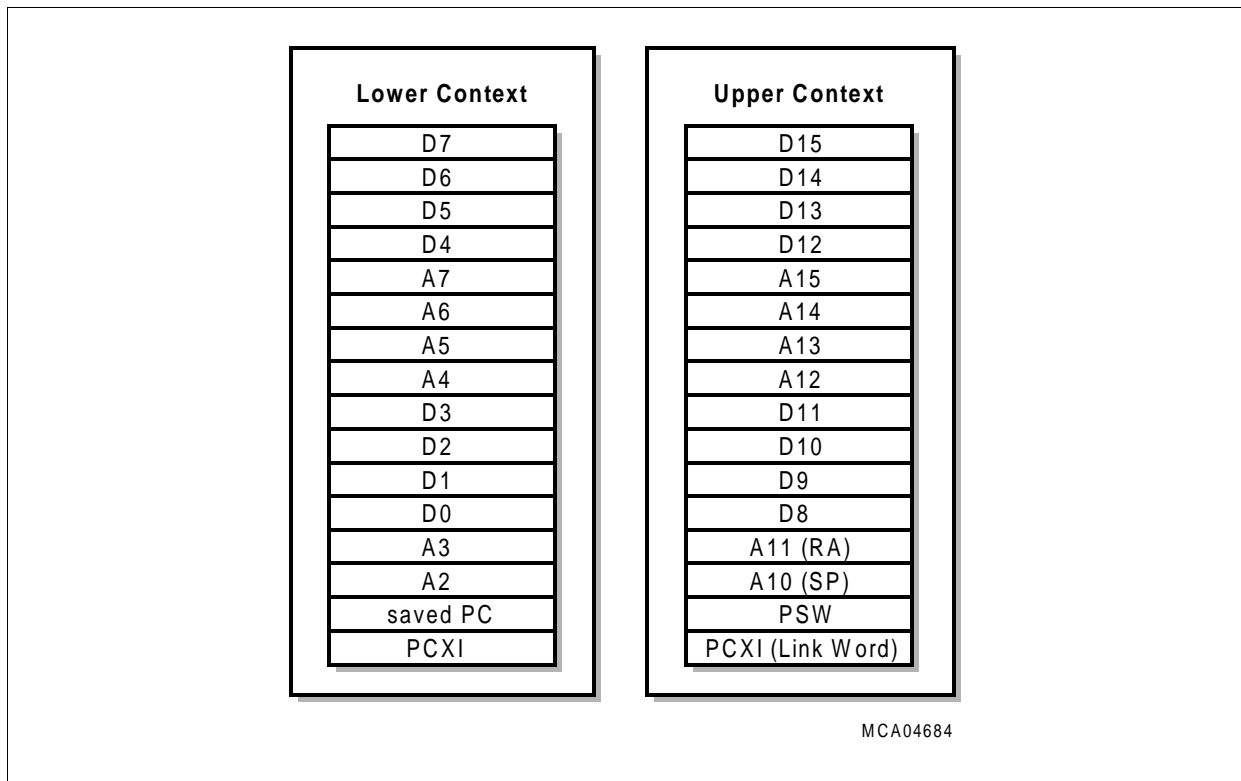 Lower Context
D7
D6
D5
D4
A7
A6
A5
A4
D3
D2
D1
D0
A3
A2
saved PC
PCXI
Upper Context
D15
D14
D13
D12
A15
A14
A13
A12
D11
D10
D9
D8
A11 (RA)
A10 (SP)
PSW
PCXI (Link Word)
MCA04684